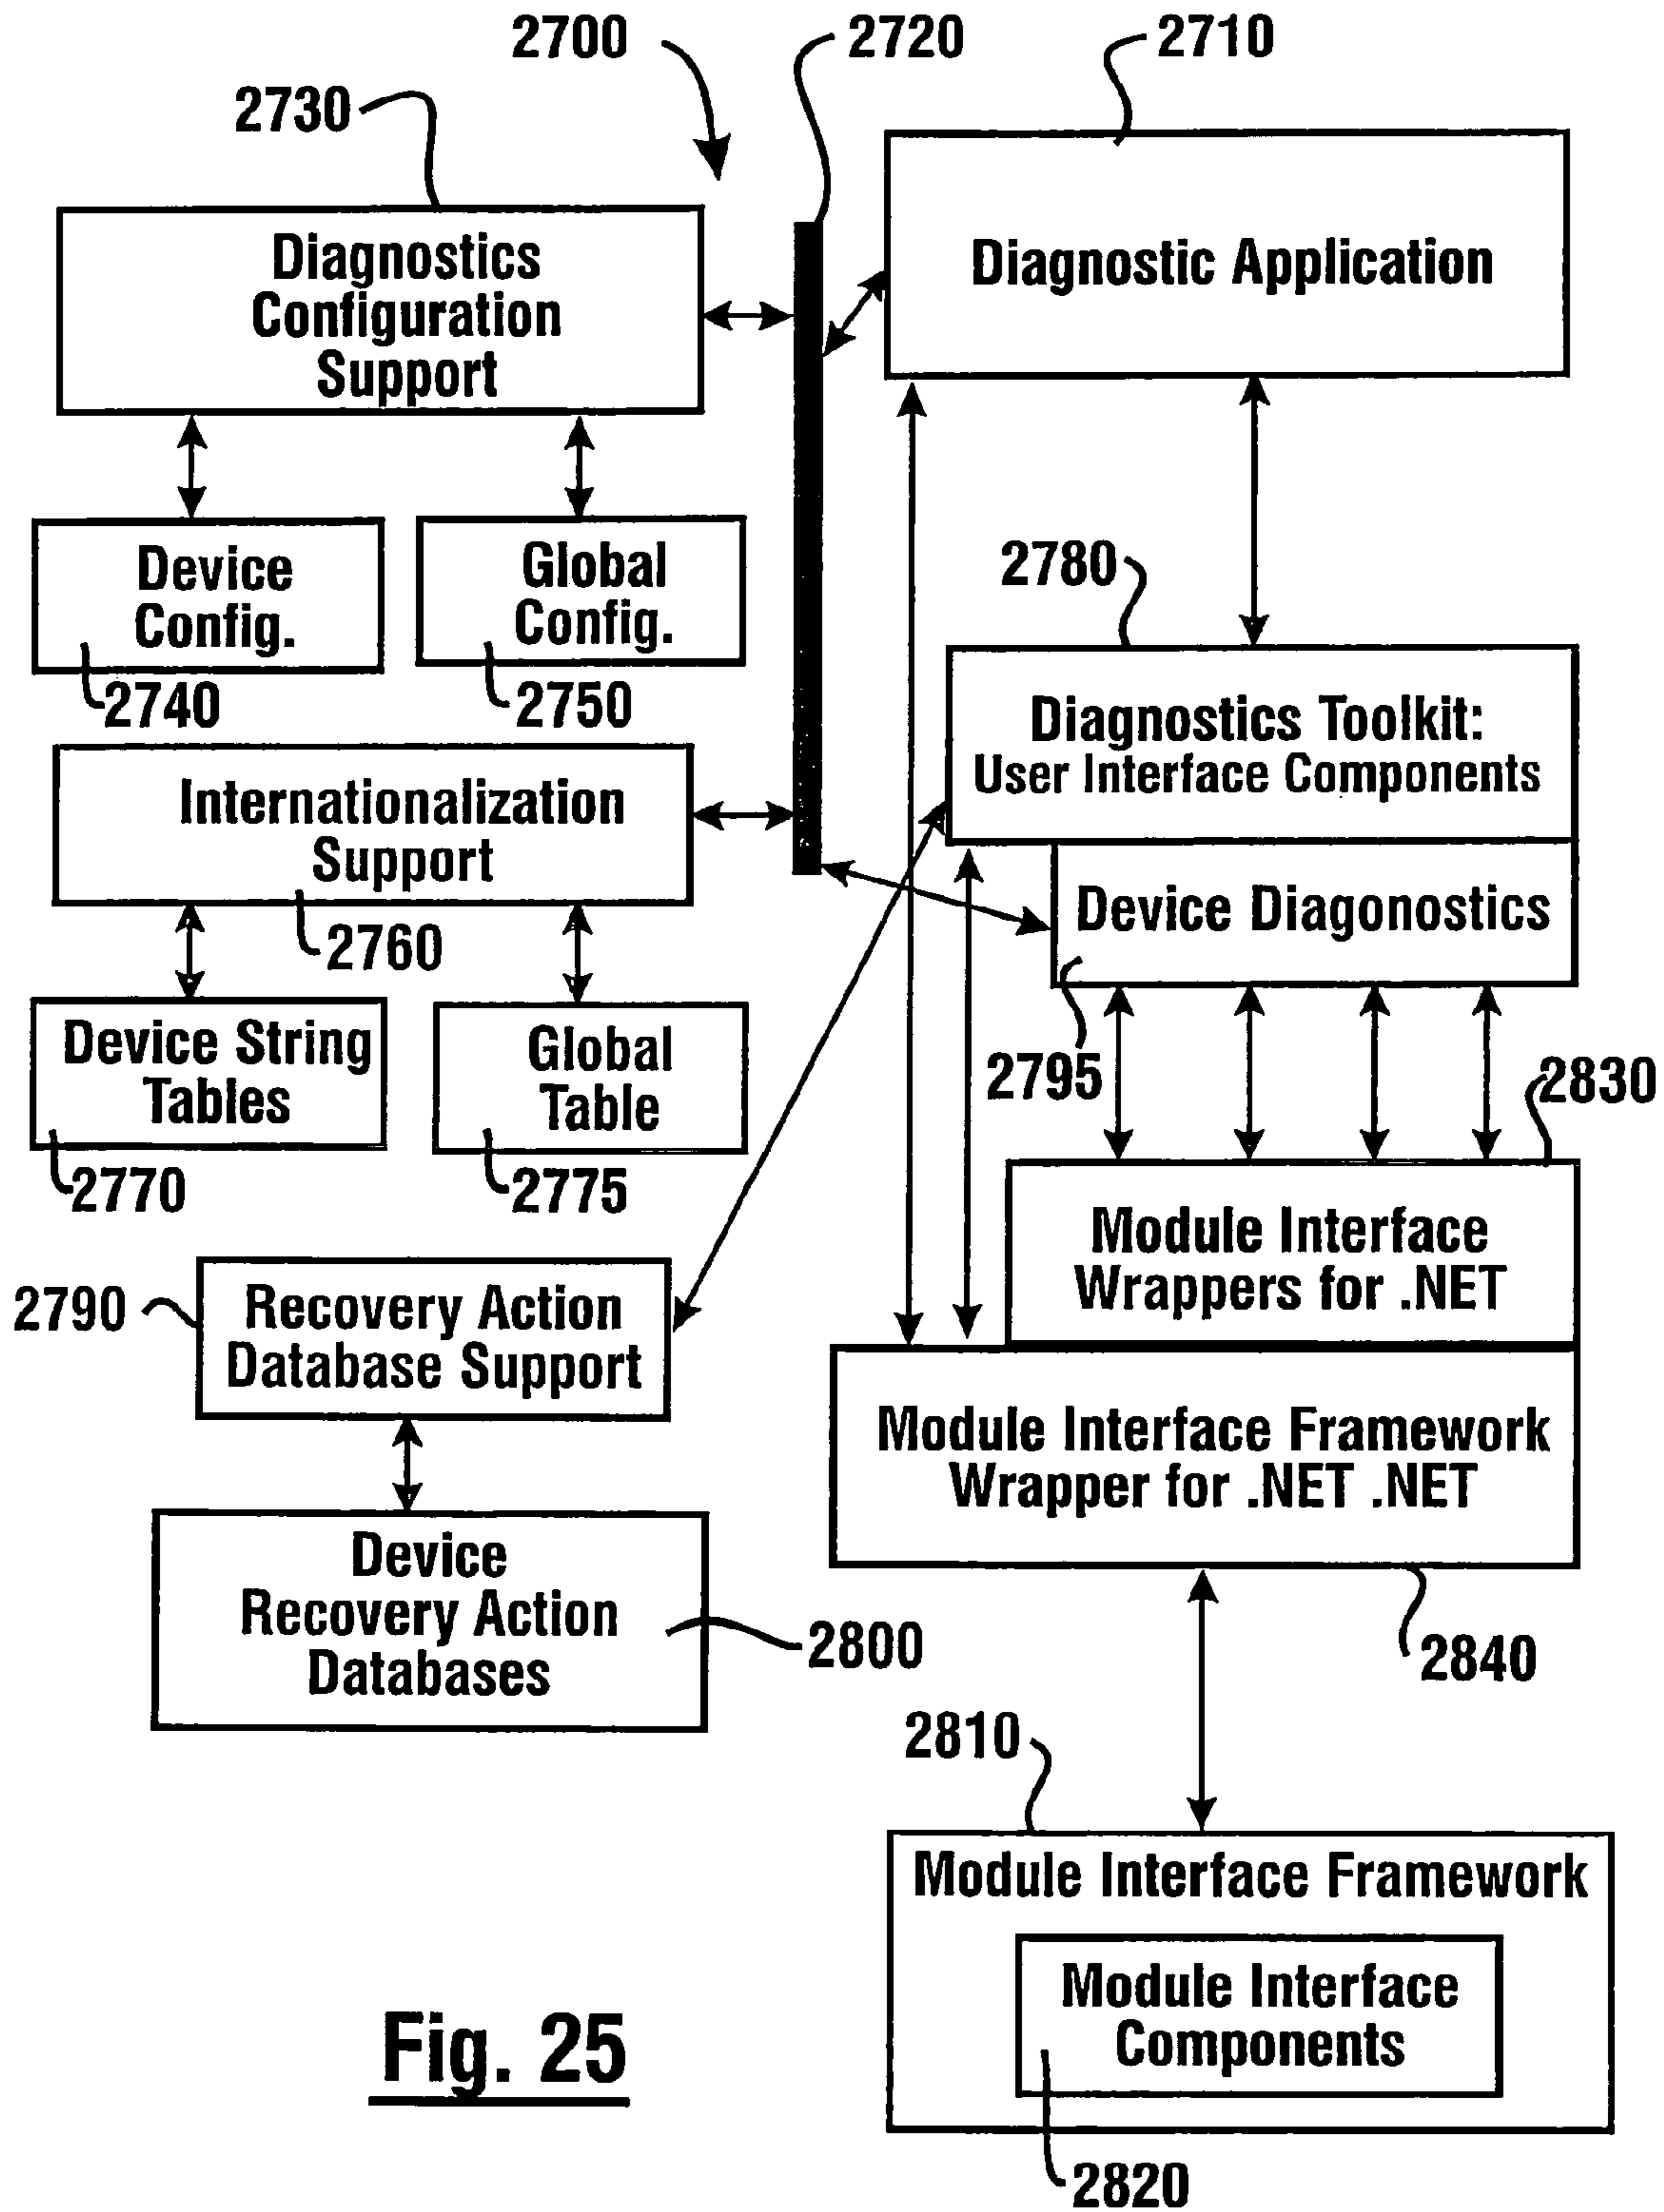 2700
2720
2710
2730
Diagnostics
Configuration
Support
Diagnostic Application
Device
Config.
Global
Config.
2740
2750
2780
Diagnostics Toolkit:
User Interface Components
Internationalization
Support
2760
Device Diagonostics
2795
Device String
Tables
Global
Table
2770
2775
2830
Module Interface
Wrappers for .NET
2790
Recovery Action
Database Support
Module Interface Framework
Wrapper for .NET .NET
Device
Recovery Action
Databases
2800
2840
2810
Module Interface Framework
Module Interface
Components
2820
Fig. 25